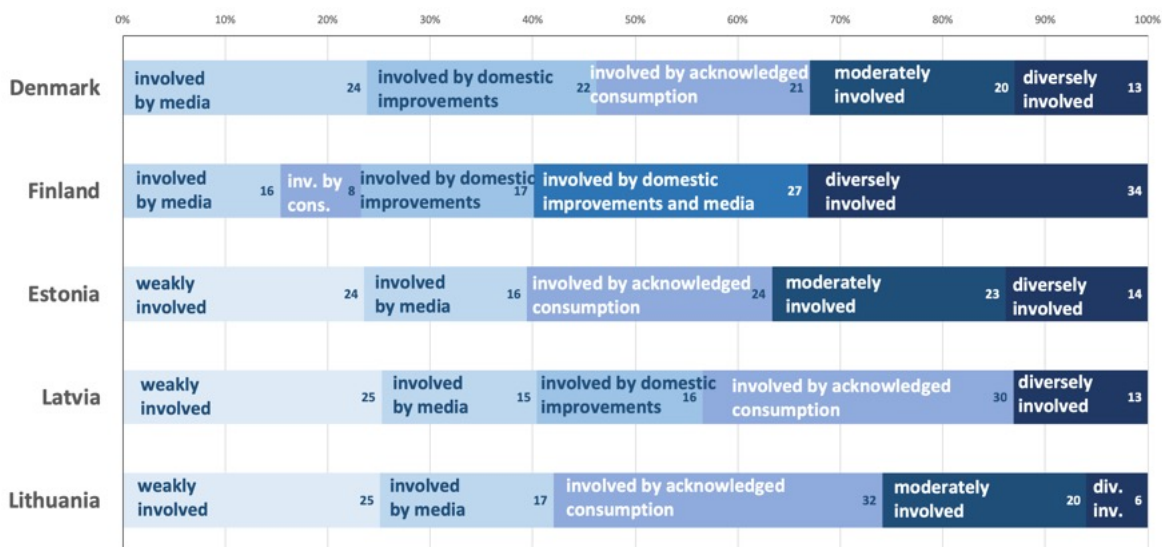 0% 10% 20% 30% 40% 50% 60% 70% 80% 90% 100%
Denmark
involved
by media
24
involved by domestic
improvements
22
involved by acknowledged
consumption
21
moderately
involved
20
diversely
involved
13
Finland
involved
by media
16
inv. by
cons.
8
involved by domestic
improvements
17
involved by domestic
improvements and media
27
diversely
involved
34
Estonia
weakly
involved
24
involved
by media
16
involved by acknowledged
consumption
24
moderately
involved
23
diversely
involved
14
Latvia
weakly
involved
25
involved
by media
15
involved by domestic
improvements
16
involved by acknowledged
consumption
30
diversely
involved
13
Lithuania
weakly
involved
25
involved
by media
17
involved by acknowledged
consumption
32
moderately
involved
20
div.
inv.
6